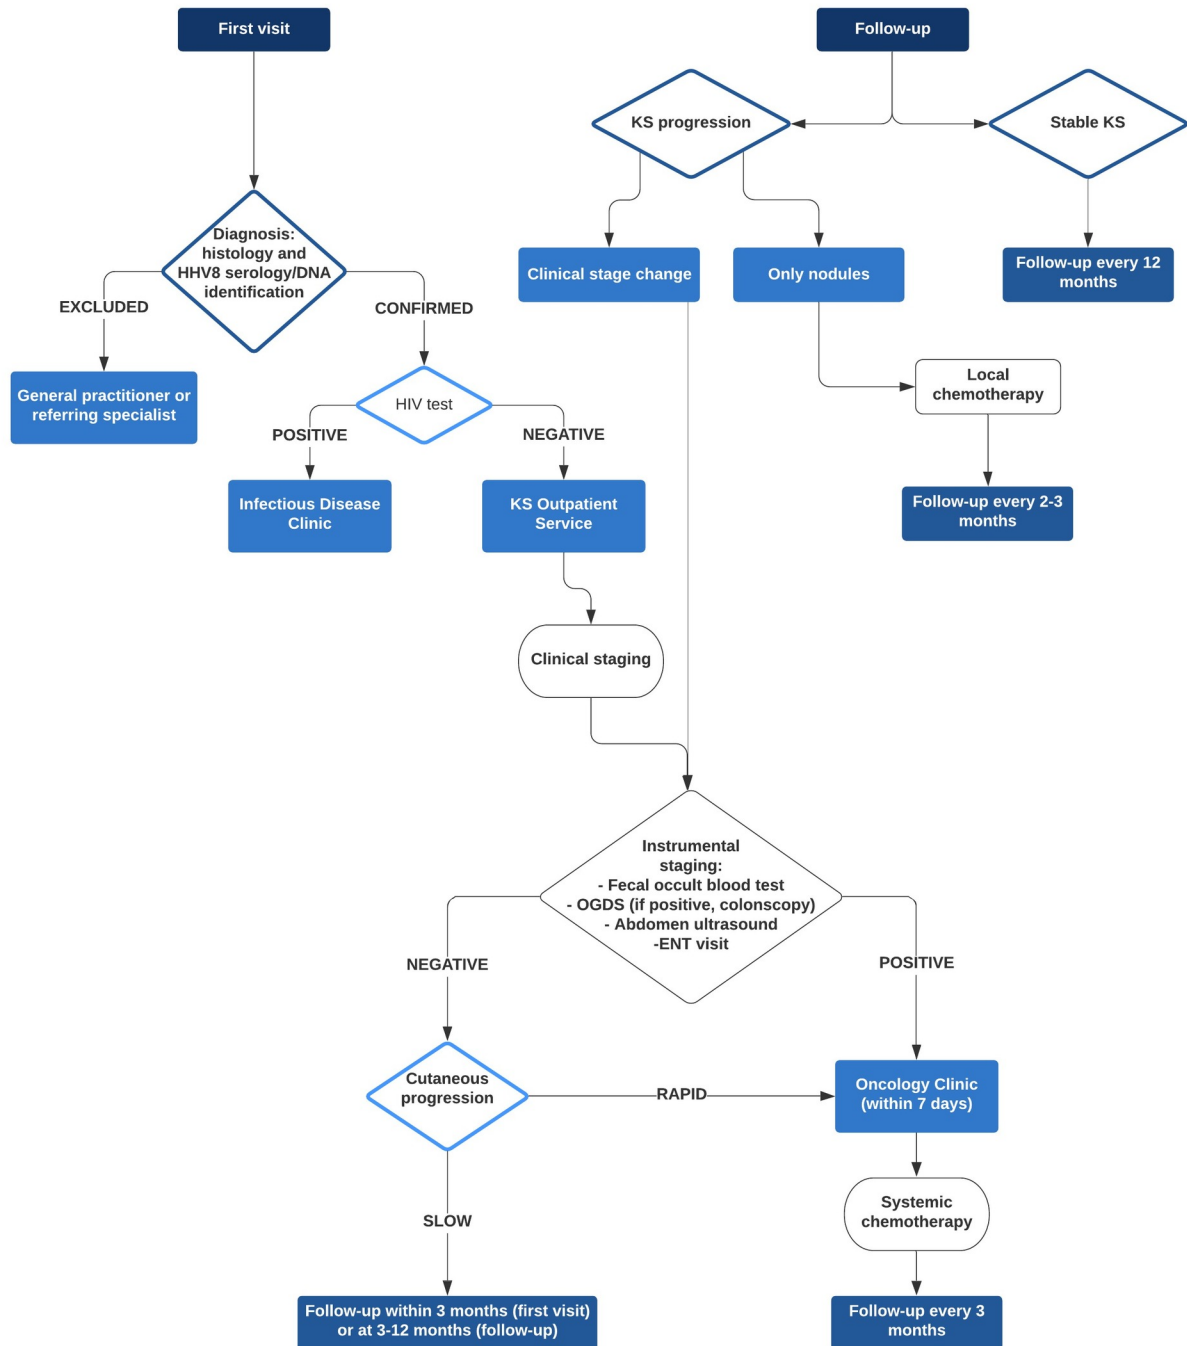 First visit
Follow-up
KS progression
Stable KS
Diagnosis:
histology and
HHV8 serology/DNA
identification
EXCLUDED
CONFIRMED
Clinical stage change
Only nodules
Follow-up every 12
months
General practitioner or
referring specialist
HIV test
Local
chemotherapy
POSITIVE
NEGATIVE
Infectious Disease
Clinic
KS Outpatient
Service
Follow-up every 2-3
months
Clinical staging
Instrumental
staging:
- Fecal occult blood test
- OGDS (if positive, colonscopy)
- Abdomen ultrasound
-ENT visit
NEGATIVE
POSITIVE
Cutaneous
progression
RAPID
Oncology Clinic
(within 7 days)
SLOW
Systemic
chemotherapy
Follow-up within 3 months (first visit)
or at 3-12 months (follow-up)
Follow-up every 3
months